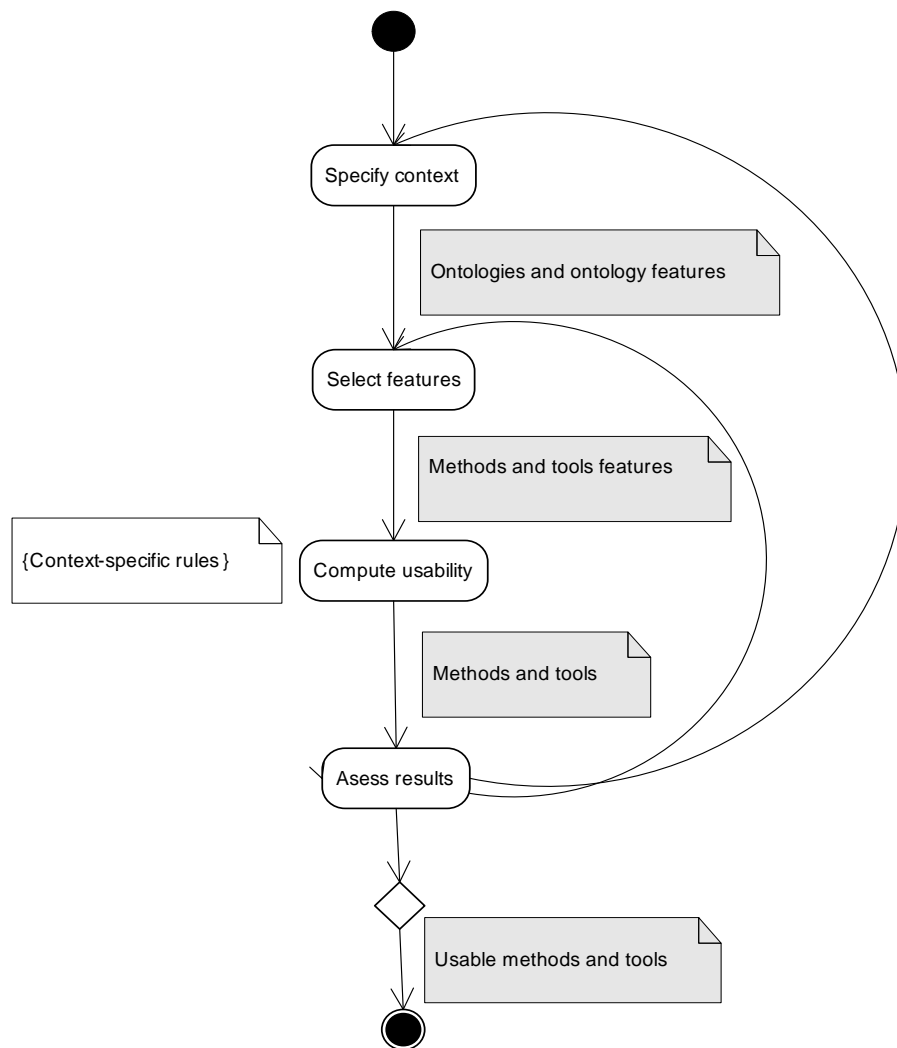 Specify context
Ontologies and ontology features
Select features
Methods and tools features
{Context-specific rules}
Compute usability
Methods and tools
Asess results
Usable methods and tools